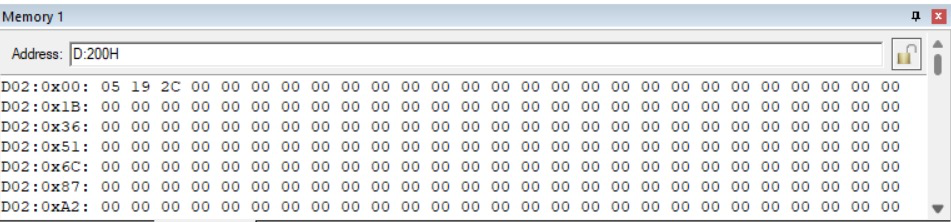 Memory 1
Address: D:200H
D02:0x00: 05 19 2C 00 00 00 00 00 00 00 00 00 00 00 00 00 00 00 00 00 00 00 00 00 00 00 00
D02:0x1B: 00 00 00 00 00 00 00 00 00 00 00 00 00 00 00 00 00 00 00 00 00 00 00 00 00 00 00
D02:0x36: 00 00 00 00 00 00 00 00 00 00 00 00 00 00 00 00 00 00 00 00 00 00 00 00 00 00 00
D02:0x51: 00 00 00 00 00 00 00 00 00 00 00 00 00 00 00 00 00 00 00 00 00 00 00 00 00 00 00
D02:0x6C: 00 00 00 00 00 00 00 00 00 00 00 00 00 00 00 00 00 00 00 00 00 00 00 00 00 00 00
D02:0x87: 00 00 00 00 00 00 00 00 00 00 00 00 00 00 00 00 00 00 00 00 00 00 00 00 00 00 00
D02:0xA2: 00 00 00 00 00 00 00 00 00 00 00 00 00 00 00 00 00 00 00 00 00 00 00 00 00 00 00